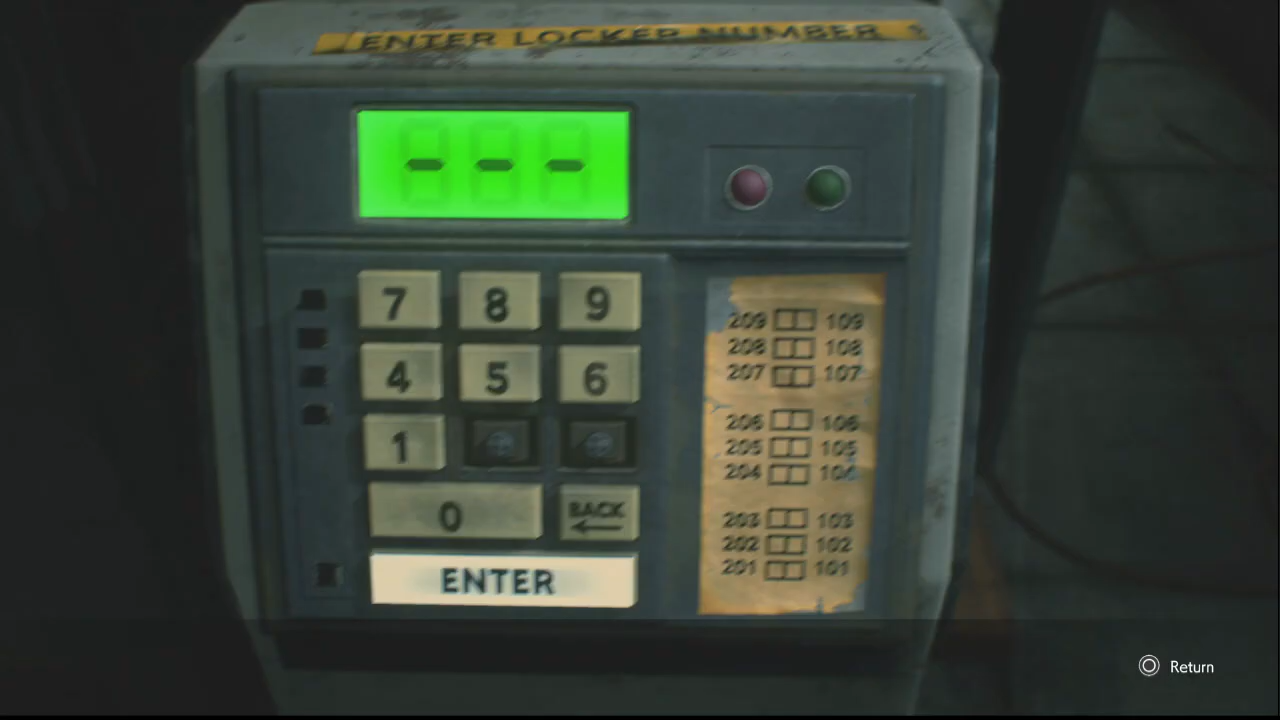 ENTER LOCKER NUMBER
- - -
7 8 9
4 5 6
1
0 BACK
ENTER
209 109
208 108
207 107
206 106
205 105
204 104
203 103
202 102
201 101
Return